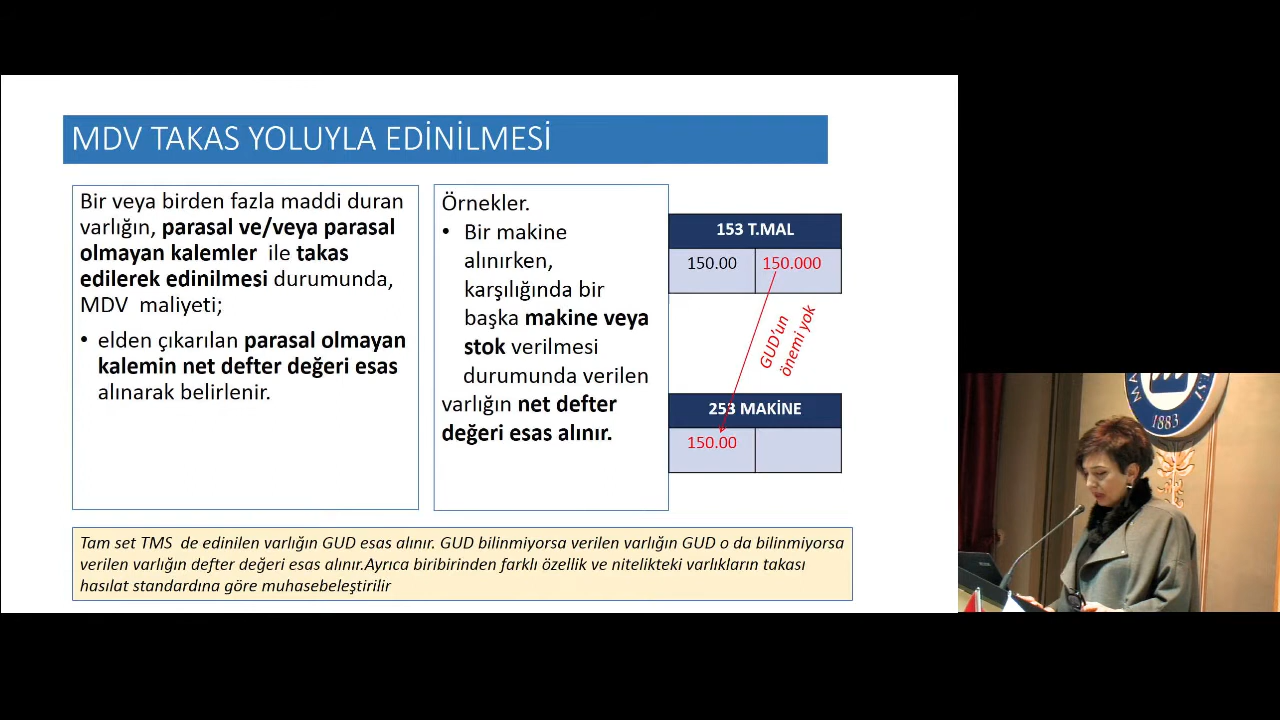 MDV TAKAS YOLUYLA EDİNİLMESİ
Bir veya birden fazla maddi duran
varlığın, parasal ve/veya parasal
olmayan kalemler ile takas
edilerek edinilmesi durumunda,
MDV maliyeti;
• elden çıkarılan parasal olmayan
kalemin net defter değeri esas
alınarak belirlenir.
Örnekler.
• Bir makine
alınırken,
karşılığında bir
başka makine veya
stok verilmesi
durumunda verilen
varlığın net defter
değeri esas alınır.
153 T.MAL
150.00 150.000
GUD'un
önemi yok
253 MAKİNE
150.00
Tam set TMS de edinilen varlığın GUD esas alınır. GUD bilinmiyorsa verilen varlığın GUD o da bilinmiyorsa
verilen varlığın defter değeri esas alınır.Ayrıca biribirinden farklı özellik ve nitelikteki varlıkların takası
hasılat standardına göre muhasebeleştirilir
1883